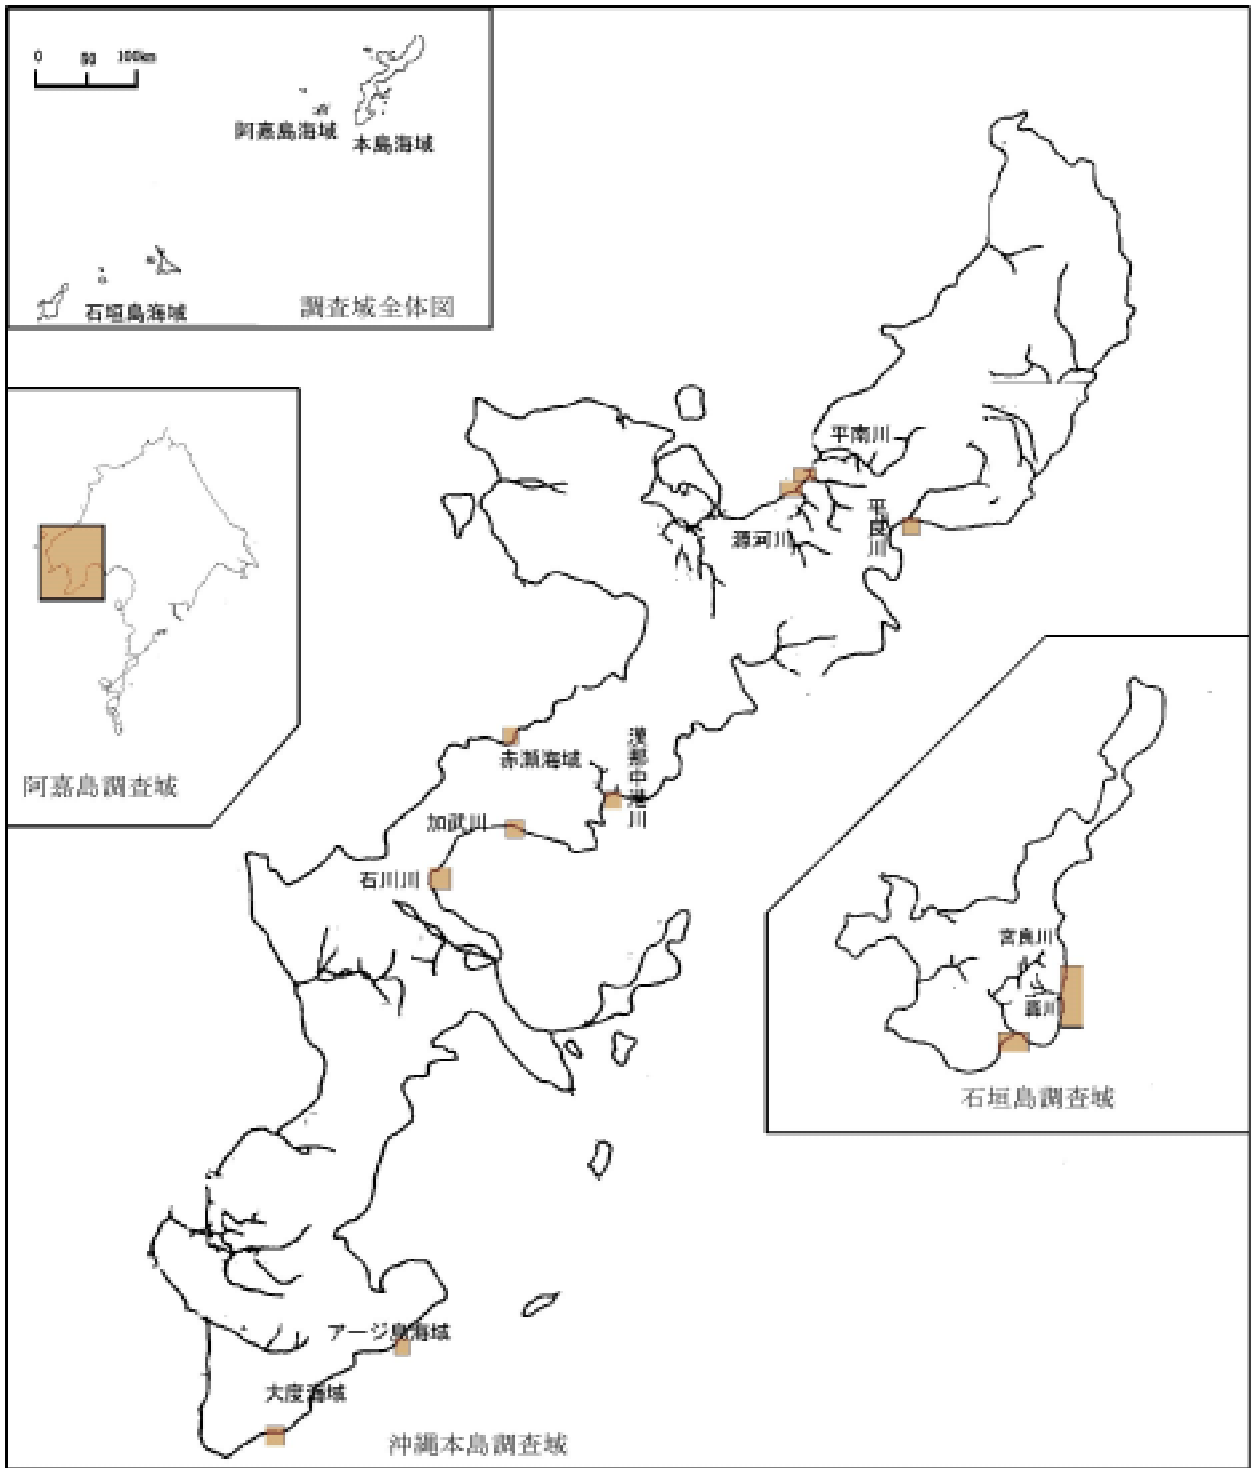 0 50 100km
阿嘉島海域
本島海域
石垣島海域
調査域全体図
平南川
源河川
平良川
阿嘉島調査域
赤瀬海域
漢那中港川
加武川
石川川
宮良川
石垣島調査域
アージ島海域
大度海域
沖縄本島調査域